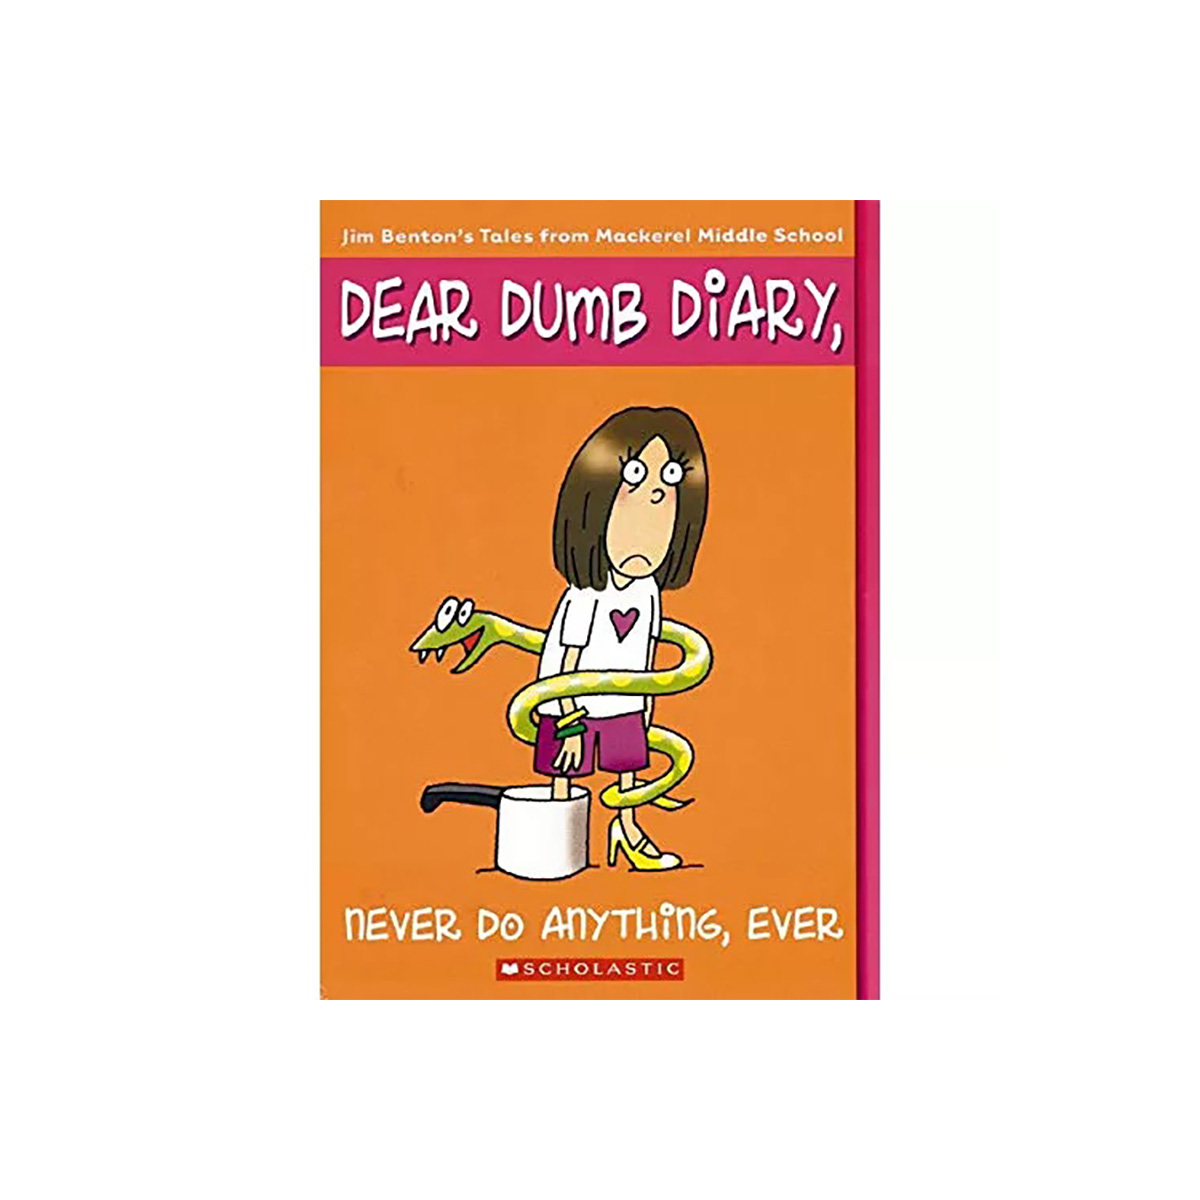 Jim Benton's Tales from Mackerel Middle School
DEAR DUMB DiARY,
NEVER DO ANYTHiNG, EVER
SCHOLASTIC